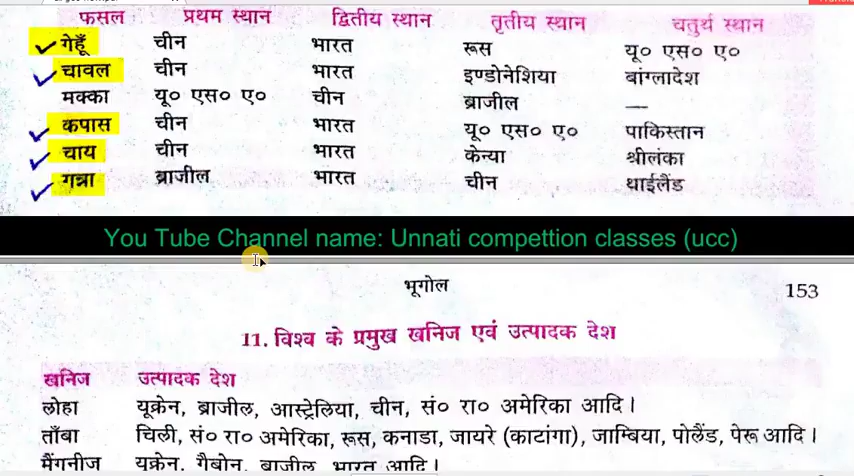 फसल प्रथम स्थान द्वितीय स्थान तृतीय स्थान चतुर्थ स्थान
गेहूँ चीन भारत रूस यू० एस० ए०
चावल चीन भारत इण्डोनेशिया बांग्लादेश
मक्का यू० एस० ए० चीन ब्राजील —
कपास चीन भारत यू० एस० ए० पाकिस्तान
चाय चीन भारत केन्या श्रीलंका
गन्ना ब्राजील भारत चीन थाईलैंड
You Tube Channel name: Unnati compettion classes (ucc)
भूगोल 153
11. विश्व के प्रमुख खनिज एवं उत्पादक देश
खनिज उत्पादक देश
लोहा यूक्रेन, ब्राजील, आस्ट्रेलिया, चीन, सं० रा० अमेरिका आदि।
ताँबा चिली, सं० रा० अमेरिका, रूस, कनाडा, जायरे (काटांगा), जाम्बिया, पोलैंड, पेरू आदि।
मैंगनीज यूक्रेन, गैबोन, ब्राजील, भारत आदि।